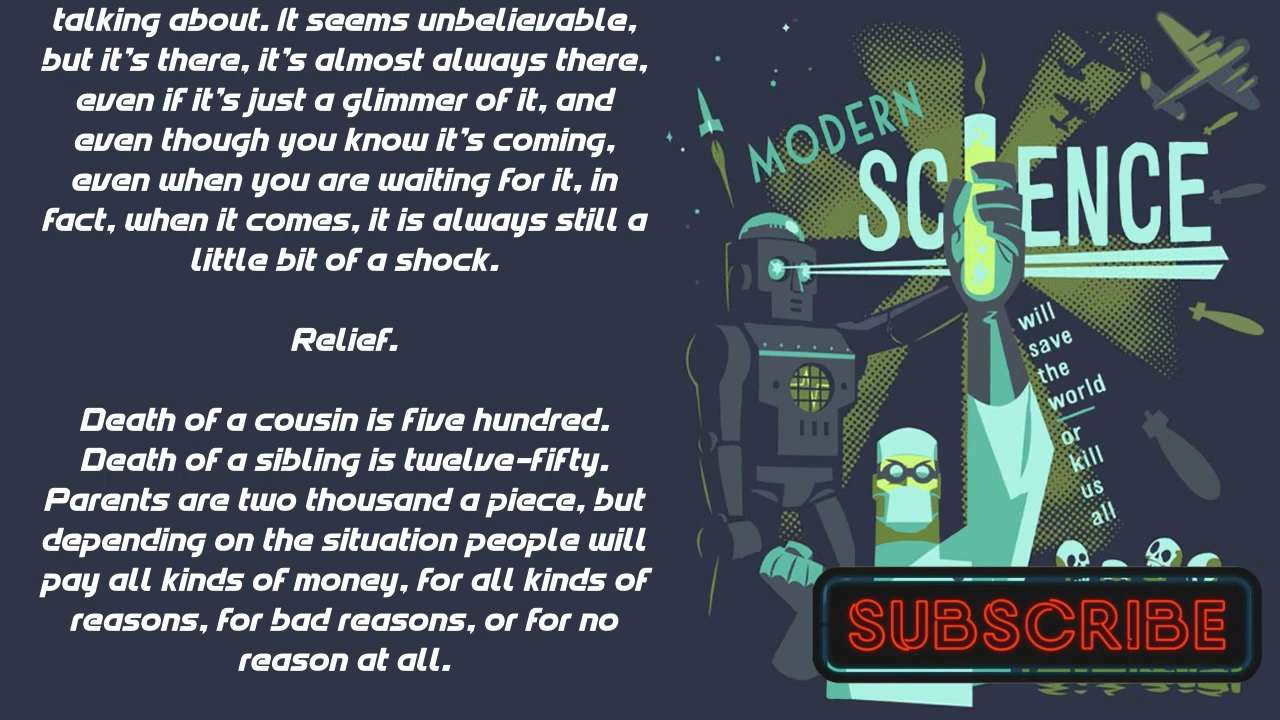 talking about. It seems unbelievable,
but it's there, it's almost always there,
even if it's just a glimmer of it, and
even though you know it's coming,
even when you are waiting for it, in
fact, when it comes, it is always still a
little bit of a shock.
Relief.
Death of a cousin is five hundred.
Death of a sibling is twelve-fifty.
Parents are two thousand a piece, but
depending on the situation people will
pay all kinds of money, for all kinds of
reasons, for bad reasons, or for no
reason at all.
MODERN
SCIENCE
will
save
the
world
or
kill
us
all
SUBSCRIBE